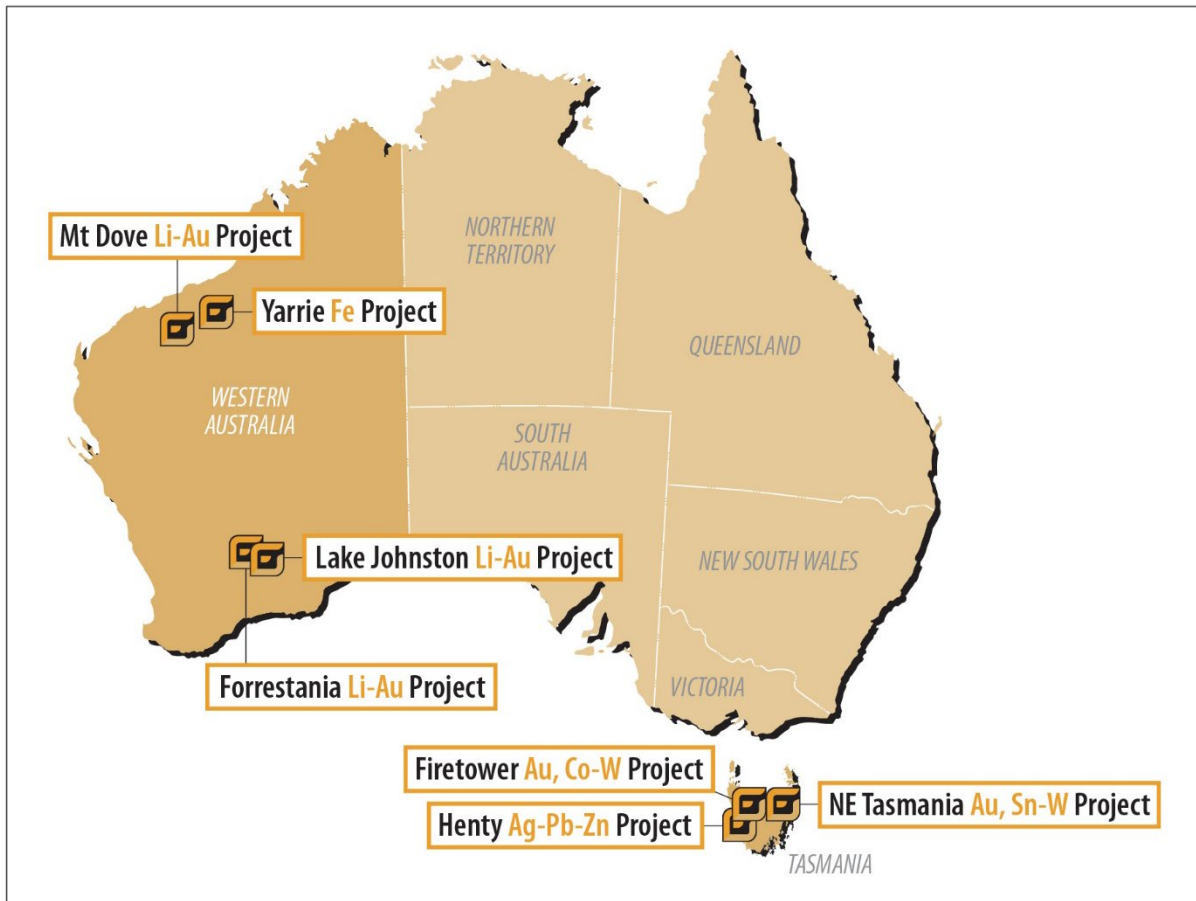 NORTHERN
TERRITORY
Mt Dove Li-Au Project
Yarrie Fe Project
QUEENSLAND
WESTERN
AUSTRALIA
SOUTH
AUSTRALIA
Lake Johnston Li-Au Project
NEW SOUTH WALES
Forrestania Li-Au Project
VICTORIA
Firetower Au, Co-W Project
NE Tasmania Au, Sn-W Project
Henty Ag-Pb-Zn Project
TASMANIA